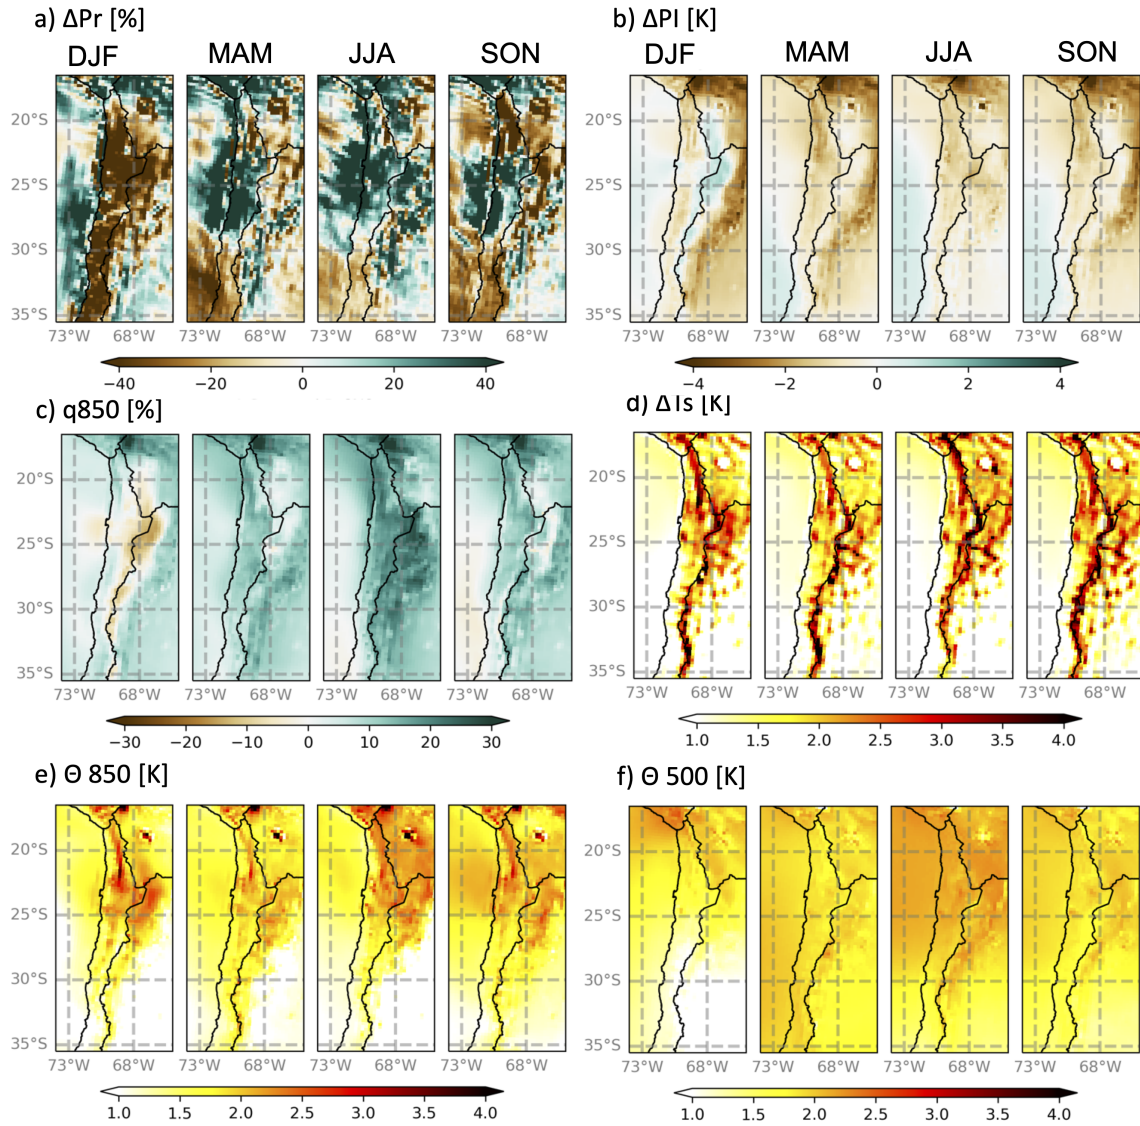 a) ΔPr [%]
b) ΔPI [K]
DJF MAM JJA SON DJF MAM JJA SON
20°S 20°S
25°S 25°S
30°S 30°S
35°S 35°S
73°W 68°W 73°W 68°W 73°W 68°W 73°W 68°W 73°W 68°W 73°W 68°W 73°W 68°W 73°W 68°W
−40 −20 0 20 40 −4 −2 0 2 4
c) q850 [%]
d) ΔTs [K]
20°S 20°S
25°S 25°S
30°S 30°S
35°S 35°S
73°W 68°W 73°W 68°W 73°W 68°W 73°W 68°W 73°W 68°W 73°W 68°W 73°W 68°W 73°W 68°W
−30 −20 −10 0 10 20 30 1.0 1.5 2.0 2.5 3.0 3.5 4.0
e) Θ 850 [K]
f) Θ 500 [K]
20°S 20°S
25°S 25°S
30°S 30°S
35°S 35°S
73°W 68°W 73°W 68°W 73°W 68°W 73°W 68°W 73°W 68°W 73°W 68°W 73°W 68°W 73°W 68°W
1.0 1.5 2.0 2.5 3.0 3.5 4.0 1.0 1.5 2.0 2.5 3.0 3.5 4.0